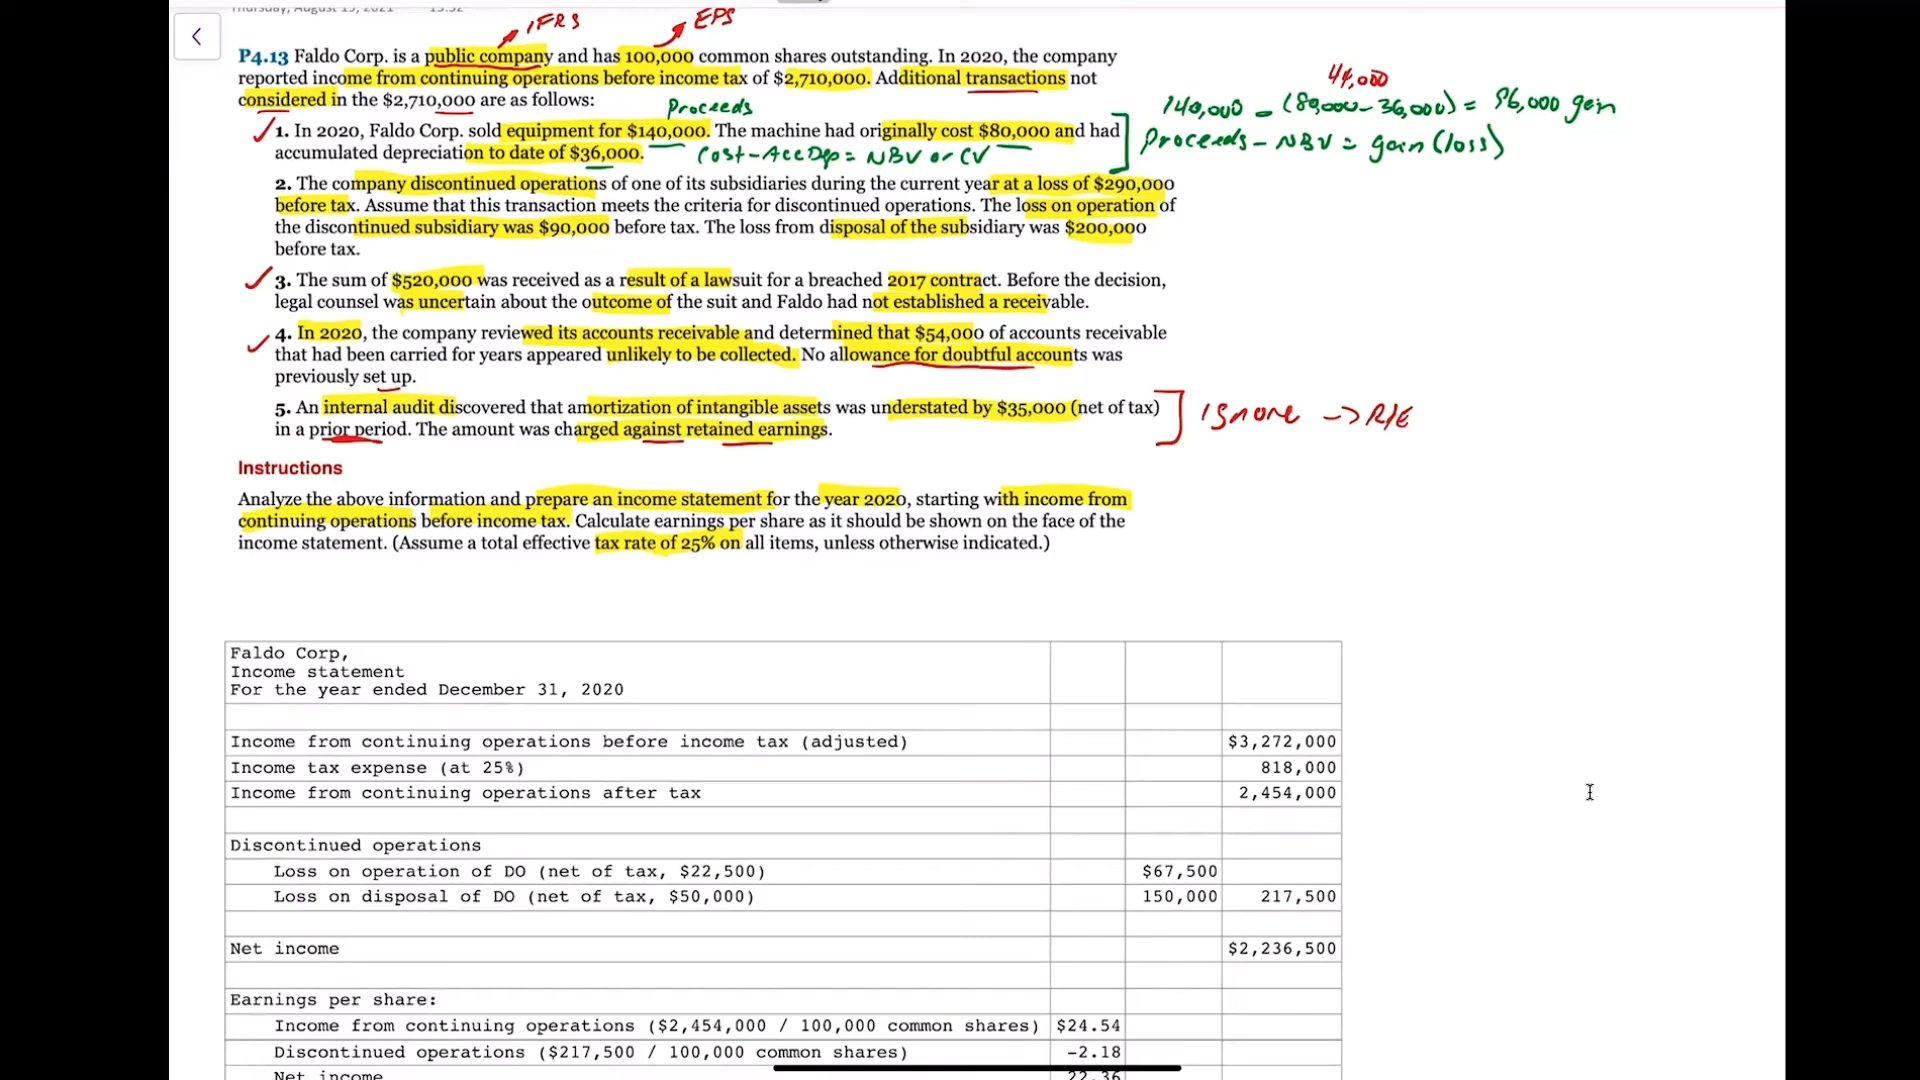 Thursday, August 19, 2021 13:52
IFRS EPS
P4.13 Faldo Corp. is a public company and has 100,000 common shares outstanding. In 2020, the company
reported income from continuing operations before income tax of $2,710,000. Additional transactions not
considered in the $2,710,000 are as follows:
Proceeds
44,000
140,000 - (80,000 - 36,000) = 96,000 gain
1. In 2020, Faldo Corp. sold equipment for $140,000. The machine had originally cost $80,000 and had
accumulated depreciation to date of $36,000.
Cost - Acc Dep = NBV or CV
Proceeds - NBV = gain (loss)
2. The company discontinued operations of one of its subsidiaries during the current year at a loss of $290,000
before tax. Assume that this transaction meets the criteria for discontinued operations. The loss on operation of
the discontinued subsidiary was $90,000 before tax. The loss from disposal of the subsidiary was $200,000
before tax.
3. The sum of $520,000 was received as a result of a lawsuit for a breached 2017 contract. Before the decision,
legal counsel was uncertain about the outcome of the suit and Faldo had not established a receivable.
4. In 2020, the company reviewed its accounts receivable and determined that $54,000 of accounts receivable
that had been carried for years appeared unlikely to be collected. No allowance for doubtful accounts was
previously set up.
5. An internal audit discovered that amortization of intangible assets was understated by $35,000 (net of tax)
in a prior period. The amount was charged against retained earnings.
Ignore -> R/E
Instructions
Analyze the above information and prepare an income statement for the year 2020, starting with income from
continuing operations before income tax. Calculate earnings per share as it should be shown on the face of the
income statement. (Assume a total effective tax rate of 25% on all items, unless otherwise indicated.)
Faldo Corp,
Income statement
For the year ended December 31, 2020
Income from continuing operations before income tax (adjusted) $3,272,000
Income tax expense (at 25%) 818,000
Income from continuing operations after tax 2,454,000
Discontinued operations
Loss on operation of DO (net of tax, $22,500) $67,500
Loss on disposal of DO (net of tax, $50,000) 150,000 217,500
Net income $2,236,500
Earnings per share:
Income from continuing operations ($2,454,000 / 100,000 common shares) $24.54
Discontinued operations ($217,500 / 100,000 common shares) -2.18
Net income 22.36